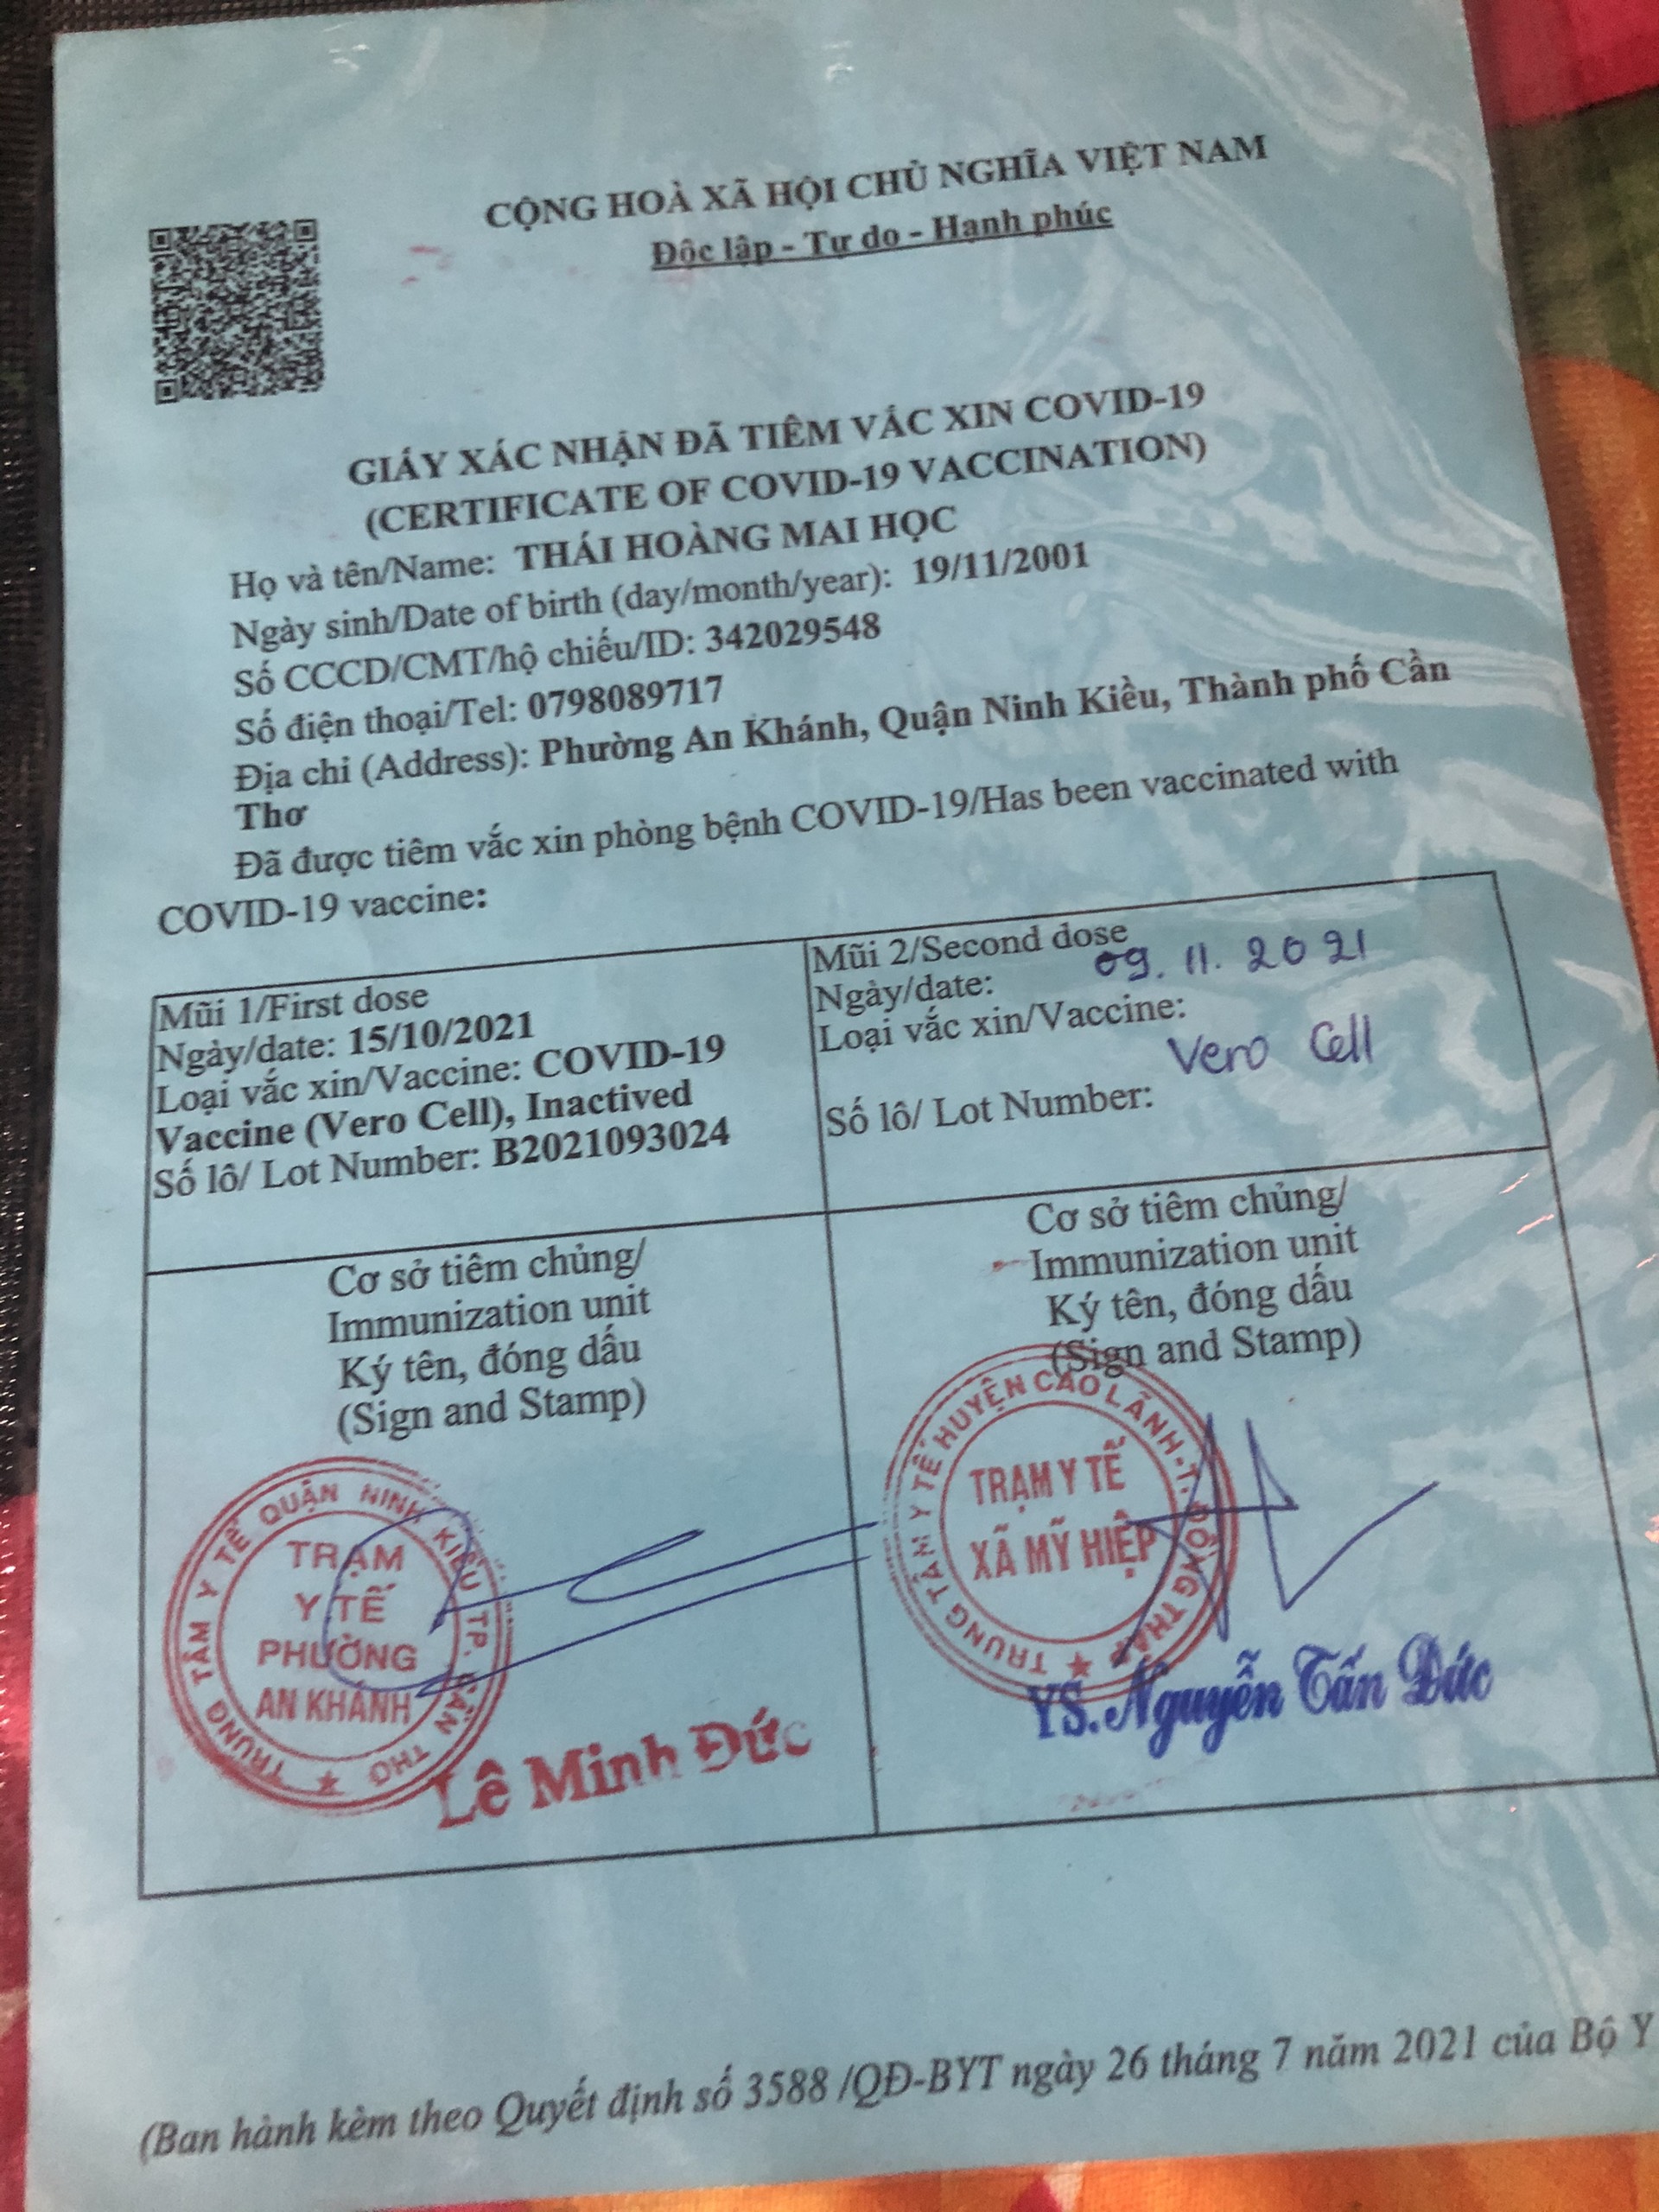 CỘNG HOÀ XÃ HỘI CHỦ NGHĨA VIỆT NAM
Độc lập - Tự do - Hạnh phúc
GIẤY XÁC NHẬN ĐÃ TIÊM VẮC XIN COVID-19
(CERTIFICATE OF COVID-19 VACCINATION)
Họ và tên/Name: THÁI HOÀNG MAI HỌC
Ngày sinh/Date of birth (day/month/year): 19/11/2001
Số CCCD/CMT/hộ chiếu/ID: 342029548
Số điện thoại/Tel: 0798089717
Địa chỉ (Address): Phường An Khánh, Quận Ninh Kiều, Thành phố Cần
Thơ
Đã được tiêm vắc xin phòng bệnh COVID-19/Has been vaccinated with
COVID-19 vaccine:
Mũi 1/First dose
Ngày/date: 15/10/2021
Loại vắc xin/Vaccine: COVID-19
Vaccine (Vero Cell), Inactived
Số lô/ Lot Number: B2021093024
Mũi 2/Second dose
Ngày/date: 09.11.2021
Loại vắc xin/Vaccine:
Vero Cell
Số lô/ Lot Number:
Cơ sở tiêm chủng/
Immunization unit
Ký tên, đóng dấu
(Sign and Stamp)
TRUNG TÂM Y TẾ QUẬN NINH KIỀU TP. CẦN THƠ
TRẠM
Y TẾ
PHƯỜNG
AN KHÁNH
Lê Minh Đức
Cơ sở tiêm chủng/
Immunization unit
Ký tên, đóng dấu
(Sign and Stamp)
TRUNG TÂM Y TẾ HUYỆN CAO LÃNH-T. ĐỒNG THÁP
TRẠM Y TẾ
XÃ MỸ HIỆP
YS. Nguyễn Tấn Đức
(Ban hành kèm theo Quyết định số 3588 /QĐ-BYT ngày 26 tháng 7 năm 2021 của Bộ Y